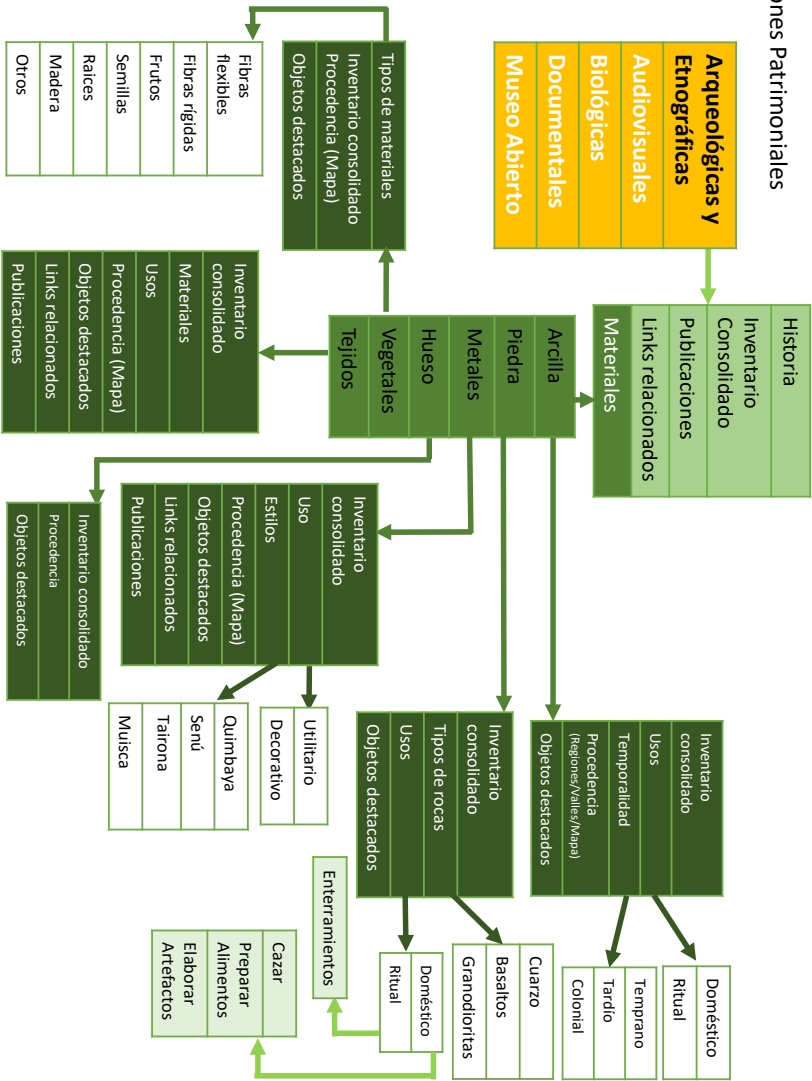 ones Patrimoniales
Arqueológicas y
Etnográficas
Audiovisuales
Biológicas
Documentales
Museo Abierto
Historia
Inventario
Consolidado
Publicaciones
Links relacionados
Materiales
Arcilla
Piedra
Metales
Hueso
Vegetales
Tejidos
Inventario
consolidado
Usos
Temporalidad
Procedencia
(Regiones/Valles/Mapa)
Objetos destacados
Doméstico
Ritual
Temprano
Tardío
Colonial
Inventario
consolidado
Tipos de rocas
Usos
Objetos destacados
Cuarzo
Basaltos
Granodioritas
Doméstico
Ritual
Enterramientos
Cazar
Preparar
Alimentos
Elaborar
Artefactos
Inventario
consolidado
Uso
Estilos
Procedencia (Mapa)
Objetos destacados
Links relacionados
Publicaciones
Utilitario
Decorativo
Quimbaya
Senú
Tairona
Muisca
Inventario consolidado
Procedencia
Objetos destacados
Tipos de materiales
Inventario consolidado
Procedencia (Mapa)
Objetos destacados
Fibras
flexibles
Fibras rígidas
Frutos
Semillas
Raices
Madera
Otros
Inventario
consolidado
Materiales
Usos
Procedencia (Mapa)
Objetos destacados
Links relacionados
Publicaciones